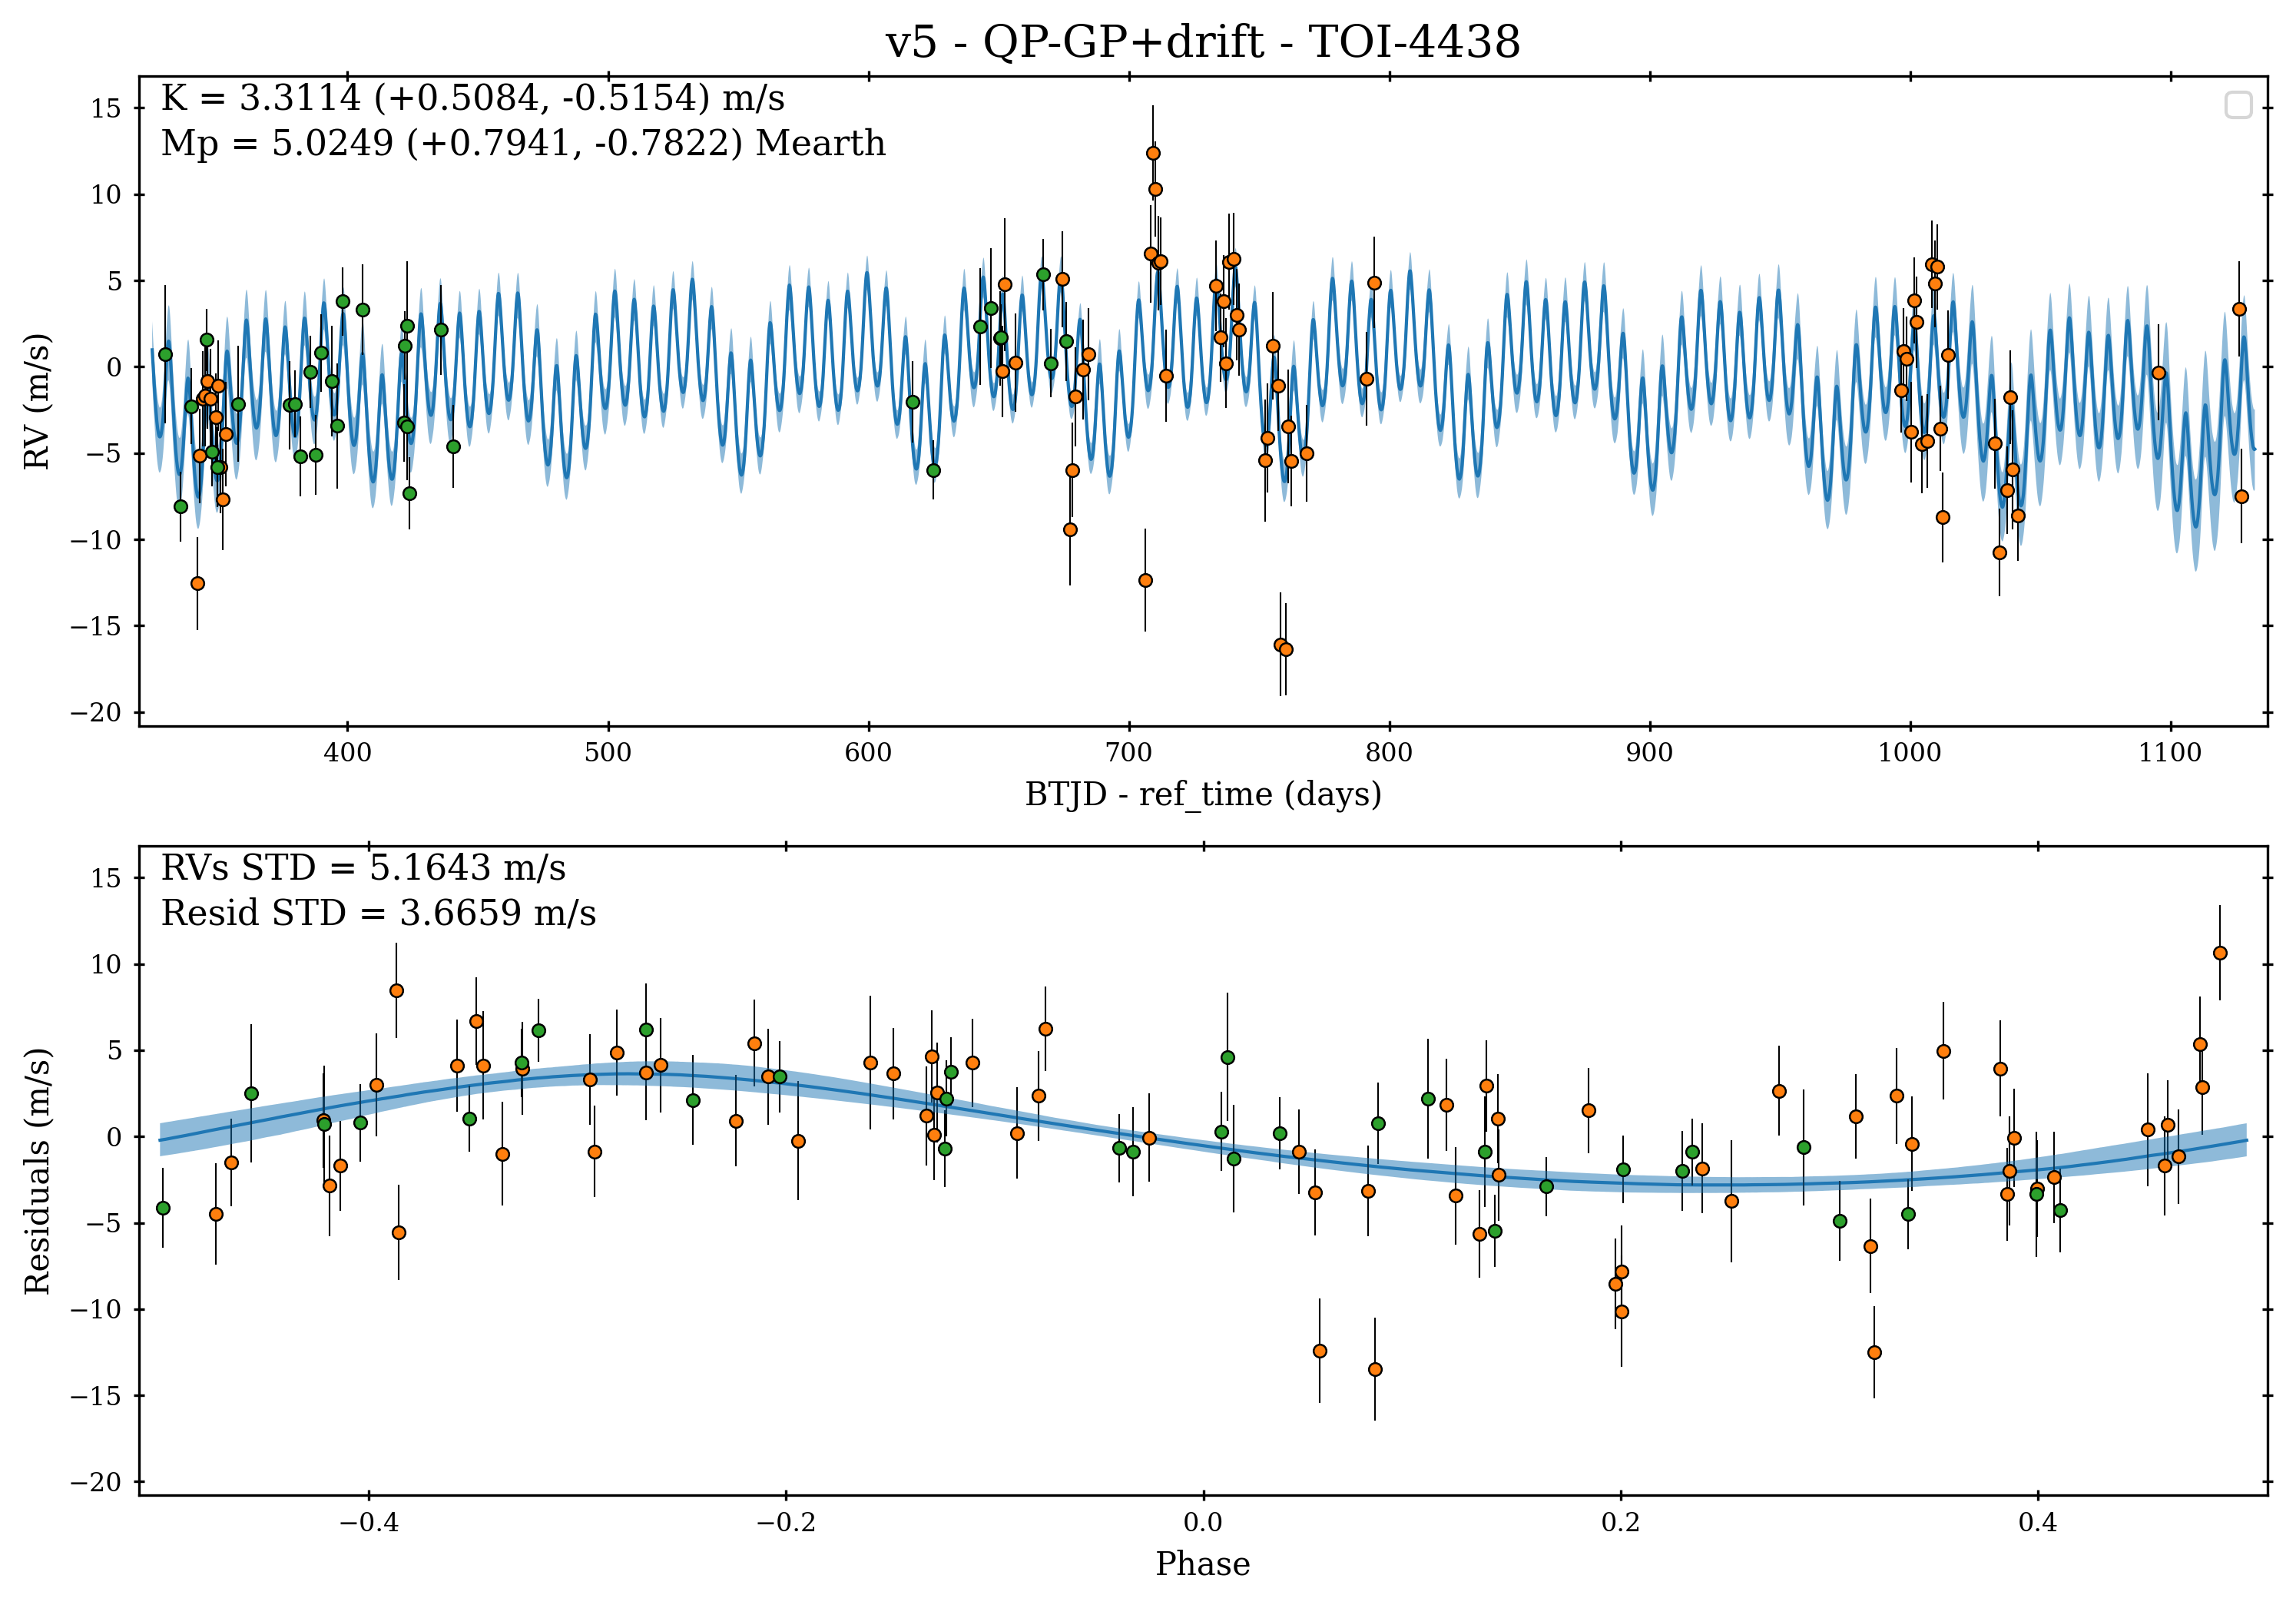 v5 - QP-GP+drift - TOI-4438
K = 3.3114 (+0.5084, -0.5154) m/s
Mp = 5.0249 (+0.7941, -0.7822) Mearth
RV (m/s)
15
10
5
0
−5
−10
−15
−20
400 500 600 700 800 900 1000 1100
BTJD - ref_time (days)
RVs STD = 5.1643 m/s
Resid STD = 3.6659 m/s
Residuals (m/s)
15
10
5
0
−5
−10
−15
−20
−0.4 −0.2 0.0 0.2 0.4
Phase